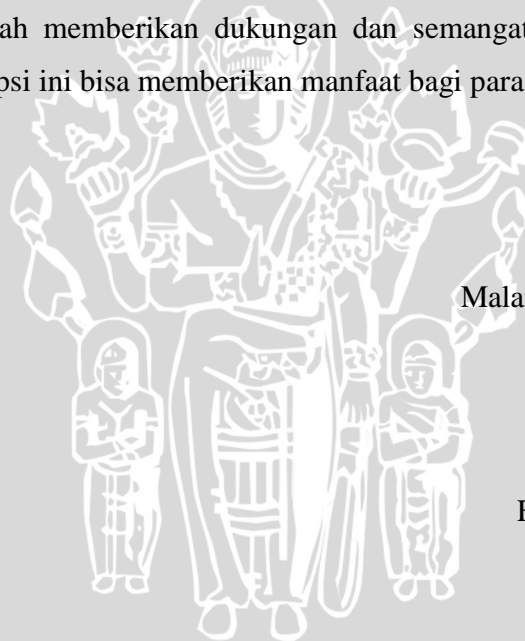 ah memberikan dukungan dan semangat
psi ini bisa memberikan manfaat bagi para
Mala